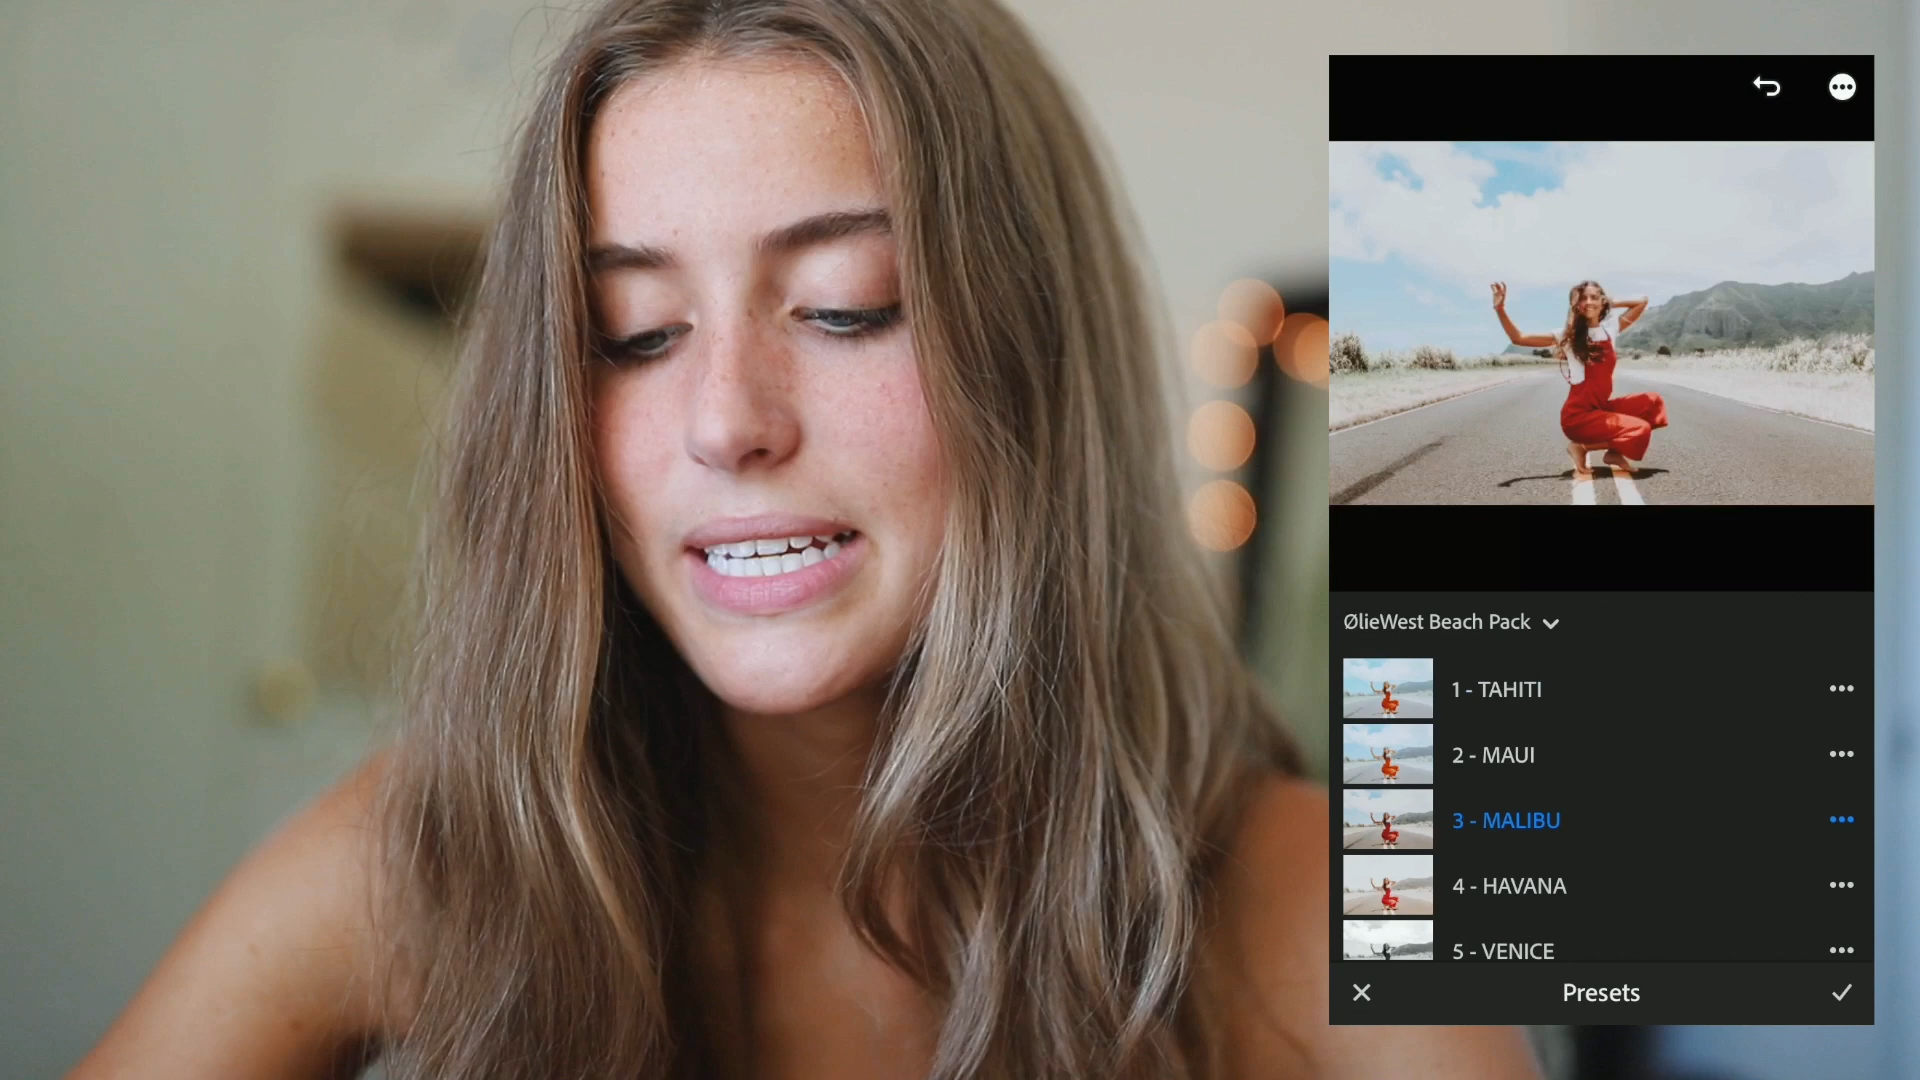 ØlieWest Beach Pack
1 - TAHITI
2 - MAUI
3 - MALIBU
4 - HAVANA
5 - VENICE
Presets